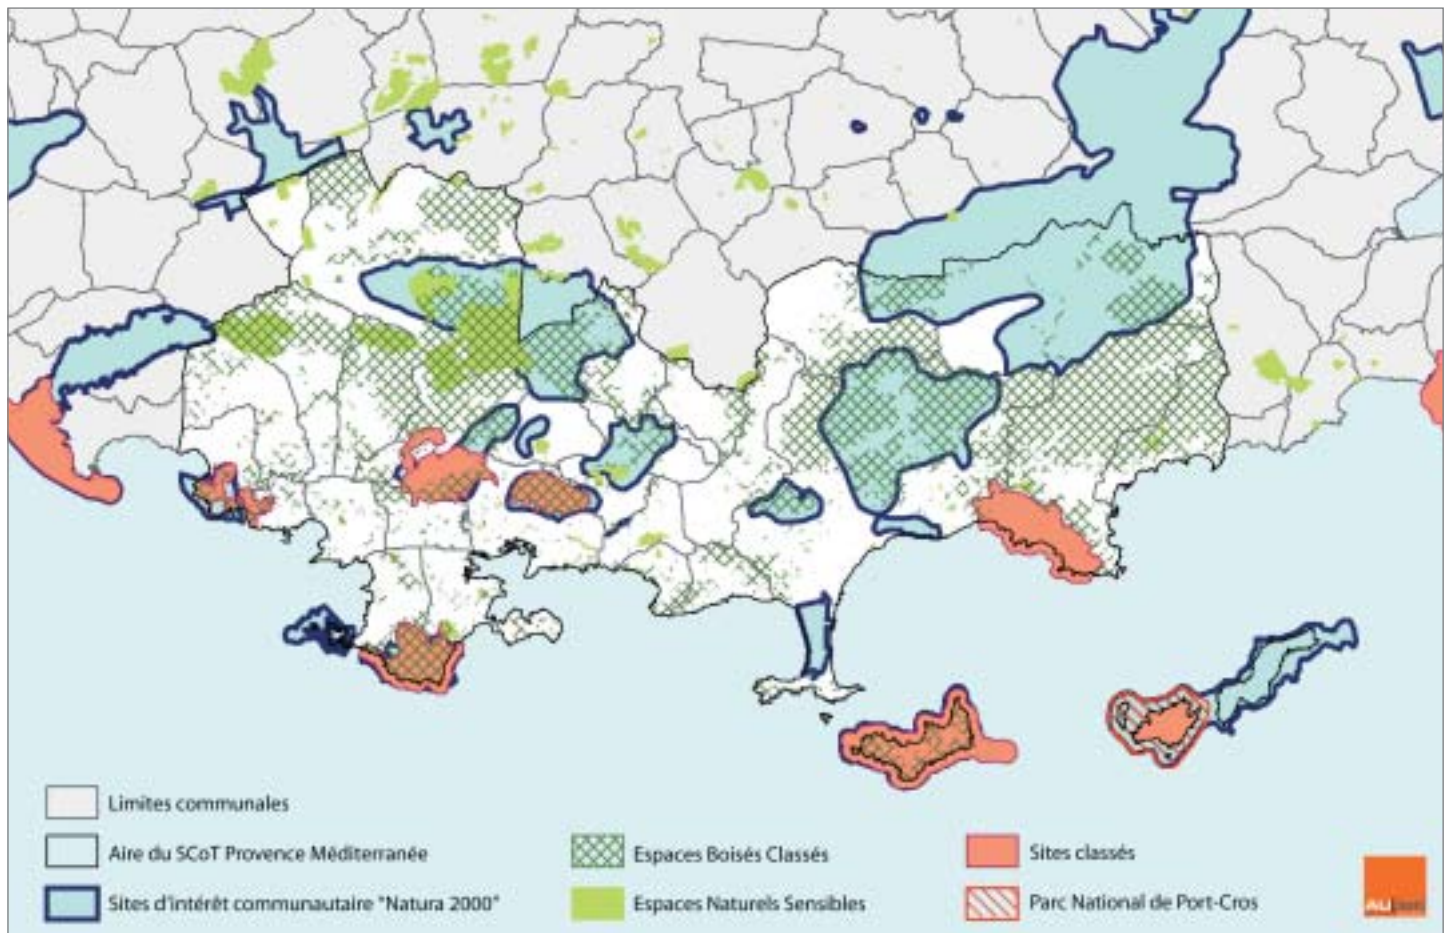 Limites communales
Aire du SCoT Provence Méditerranée
Sites d'intérêt communautaire "Natura 2000"
Espaces Boisés Classés
Espaces Naturels Sensibles
Sites classés
Parc National de Port-Cros